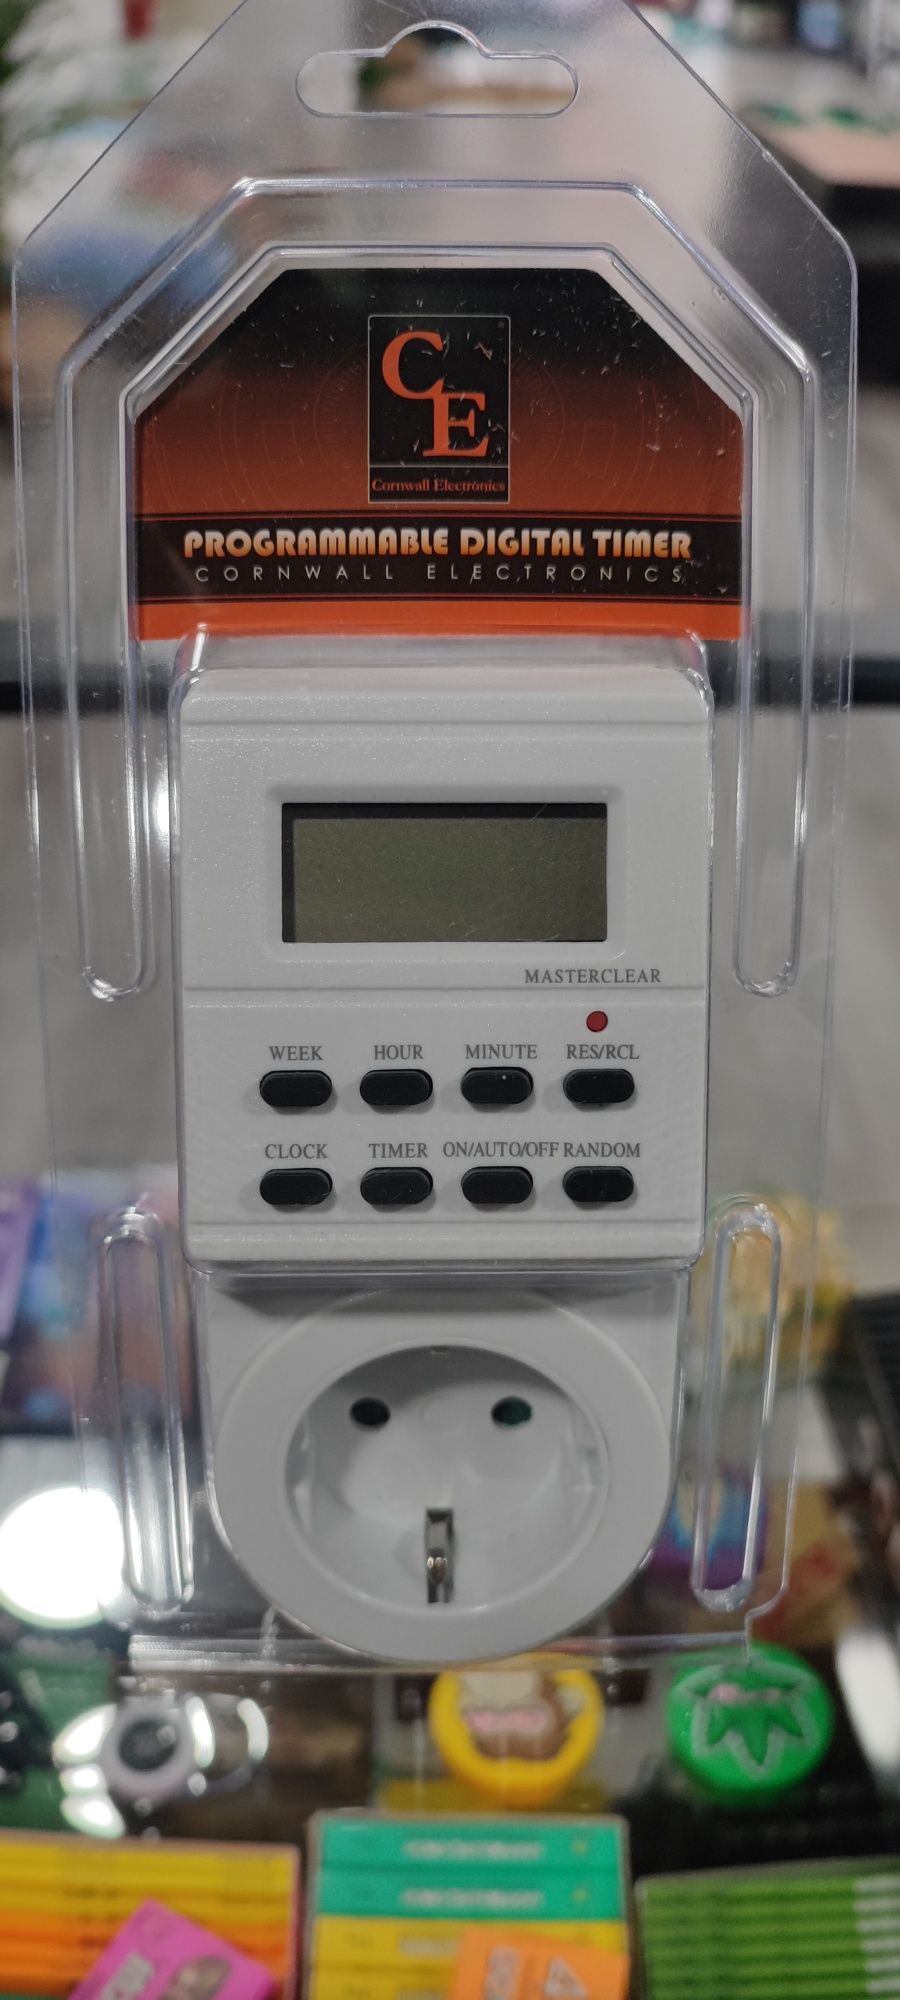 CE
Cornwall Electronics
PROGRAMMABLE DIGITAL TIMER
CORNWALL ELECTRONICS
MASTERCLEAR
WEEK HOUR MINUTE RES/RCL
CLOCK TIMER ON/AUTO/OFF RANDOM